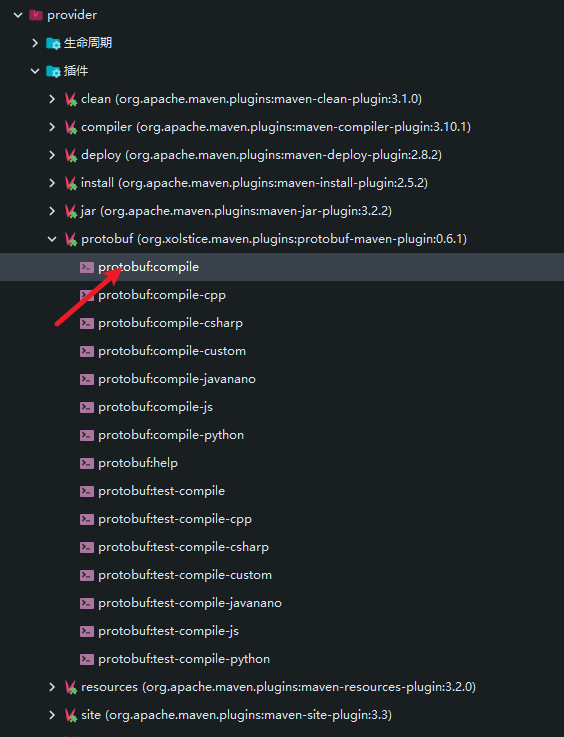 provider
生命周期
插件
clean (org.apache.maven.plugins:maven-clean-plugin:3.1.0)
compiler (org.apache.maven.plugins:maven-compiler-plugin:3.10.1)
deploy (org.apache.maven.plugins:maven-deploy-plugin:2.8.2)
install (org.apache.maven.plugins:maven-install-plugin:2.5.2)
jar (org.apache.maven.plugins:maven-jar-plugin:3.2.2)
protobuf (org.xolstice.maven.plugins:protobuf-maven-plugin:0.6.1)
protobuf:compile
protobuf:compile-cpp
protobuf:compile-csharp
protobuf:compile-custom
protobuf:compile-javanano
protobuf:compile-js
protobuf:compile-python
protobuf:help
protobuf:test-compile
protobuf:test-compile-cpp
protobuf:test-compile-csharp
protobuf:test-compile-custom
protobuf:test-compile-javanano
protobuf:test-compile-js
protobuf:test-compile-python
resources (org.apache.maven.plugins:maven-resources-plugin:3.2.0)
site (org.apache.maven.plugins:maven-site-plugin:3.3)